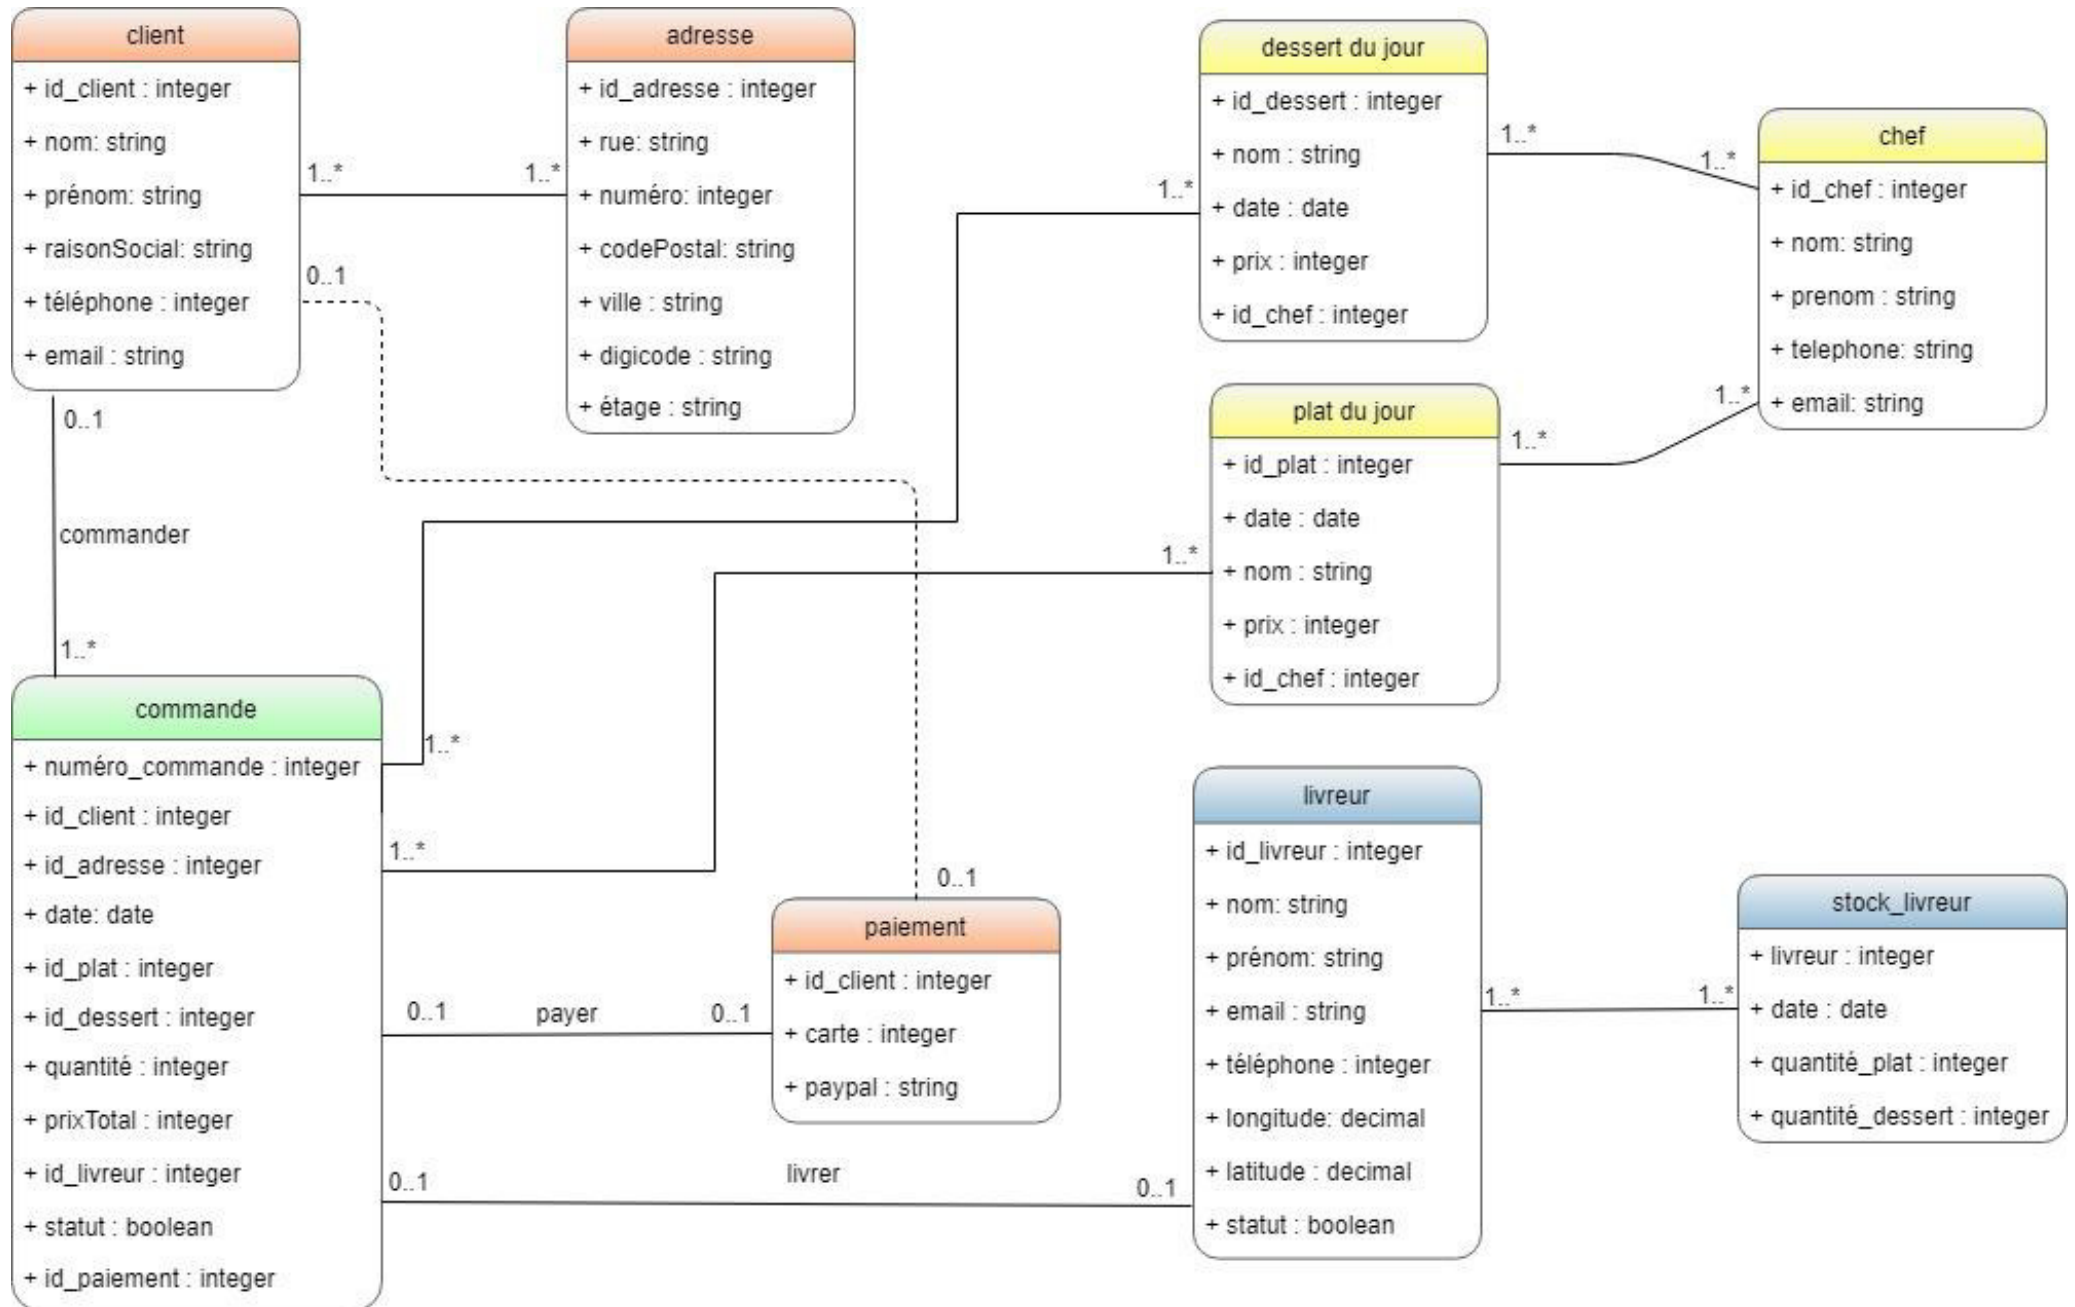 client
+ id_client : integer
+ nom: string
+ prénom: string
+ raisonSocial: string
+ téléphone : integer
+ email : string
1..*
1..*
0..1
adresse
+ id_adresse : integer
+ rue: string
+ numéro: integer
+ codePostal: string
+ ville : string
+ digicode : string
+ étage : string
dessert du jour
+ id_dessert : integer
+ nom : string
+ date : date
+ prix : integer
+ id_chef : integer
1..*
1..*
1..*
chef
+ id_chef : integer
+ nom: string
+ prenom : string
+ telephone: string
+ email: string
plat du jour
+ id_plat : integer
+ date : date
+ nom : string
+ prix : integer
+ id_chef : integer
1..*
1..*
1..*
0..1
commander
1..*
commande
+ numéro_commande : integer
+ id_client : integer
+ id_adresse : integer
+ date: date
+ id_plat : integer
+ id_dessert : integer
+ quantité : integer
+ prixTotal : integer
+ id_livreur : integer
+ statut : boolean
+ id_paiement : integer
1..*
1..*
0..1
payer
0..1
0..1
livrer
0..1
0..1
paiement
+ id_client : integer
+ carte : integer
+ paypal : string
livreur
+ id_livreur : integer
+ nom: string
+ prénom: string
+ email : string
+ téléphone : integer
+ longitude: decimal
+ latitude : decimal
+ statut : boolean
1..*
1..*
stock_livreur
+ livreur : integer
+ date : date
+ quantité_plat : integer
+ quantité_dessert : integer